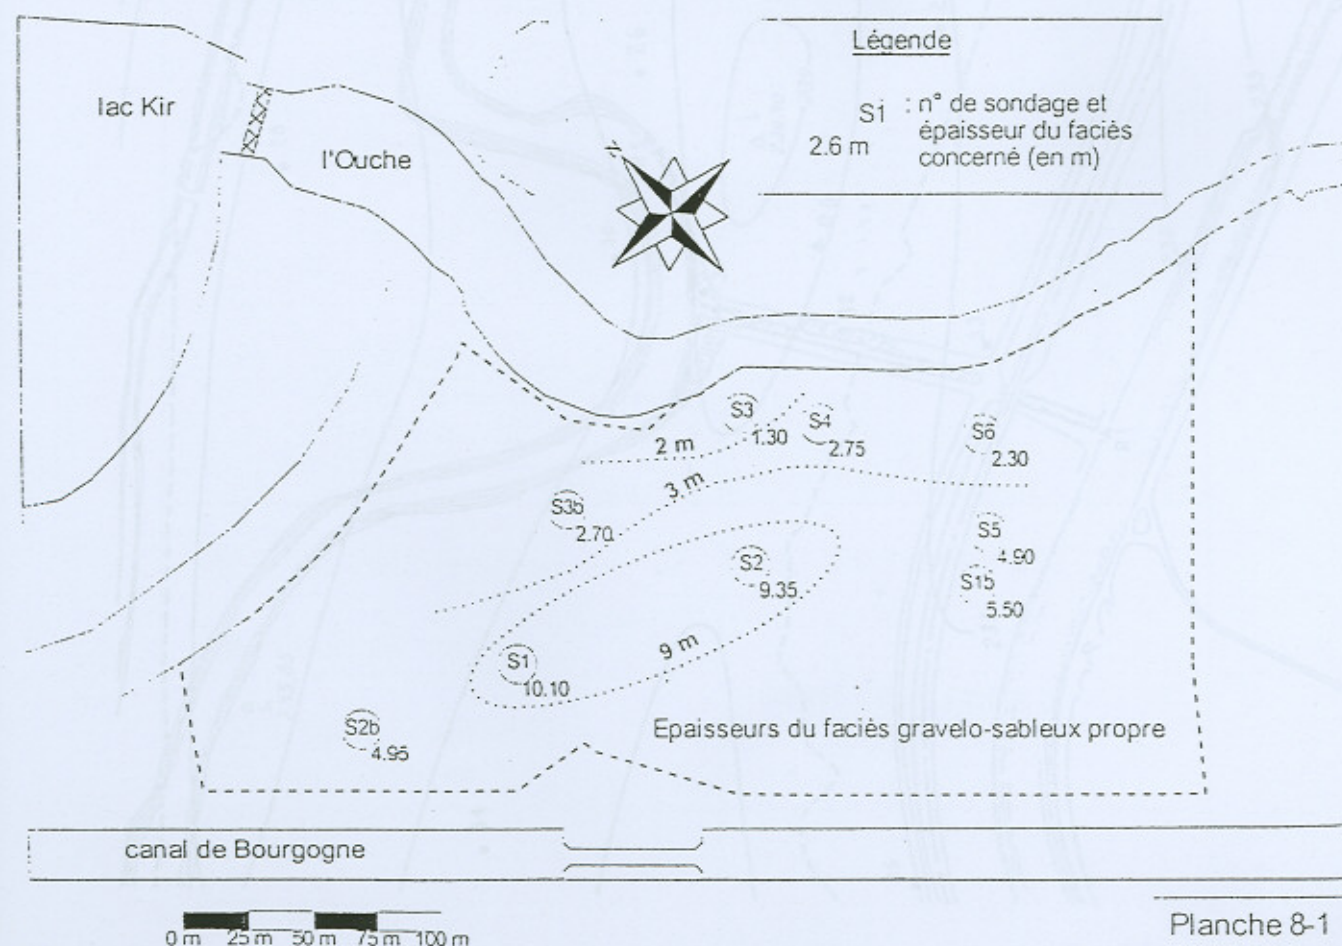 Légende
S1 : n° de sondage et
2.6 m épaisseur du faciès
concerné (en m)
lac Kir
l'Ouche
N
S3
1.30
S4
2.75
S6
2.30
2 m
3 m
S3b
2.70
S5
4.90
S2
9.35
S1b
5.50
9 m
S1
10.10
S2b
4.95
Epaisseurs du faciès gravelo-sableux propre
canal de Bourgogne
0 m 25 m 50 m 75 m 100 m
Planche 8-1